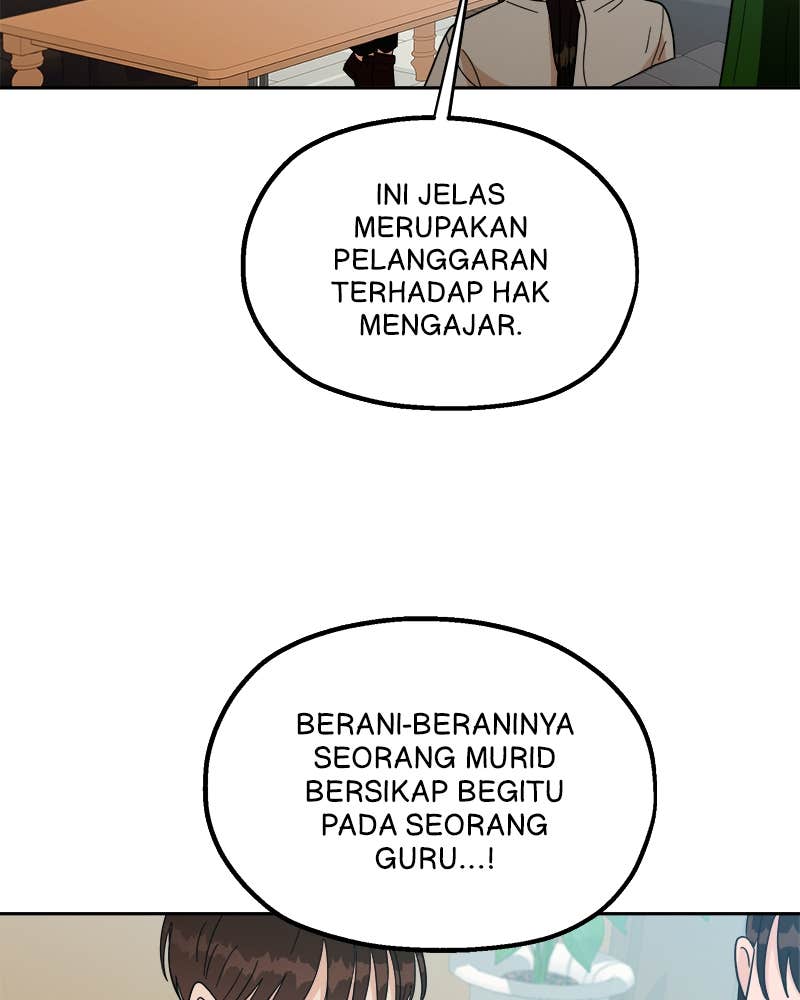 INI JELAS
MERUPAKAN
PELANGGARAN
TERHADAP HAK
MENGAJAR.
BERANI-BERANINYA
SEORANG MURID
BERSIKAP BEGITU
PADA SEORANG
GURU...!